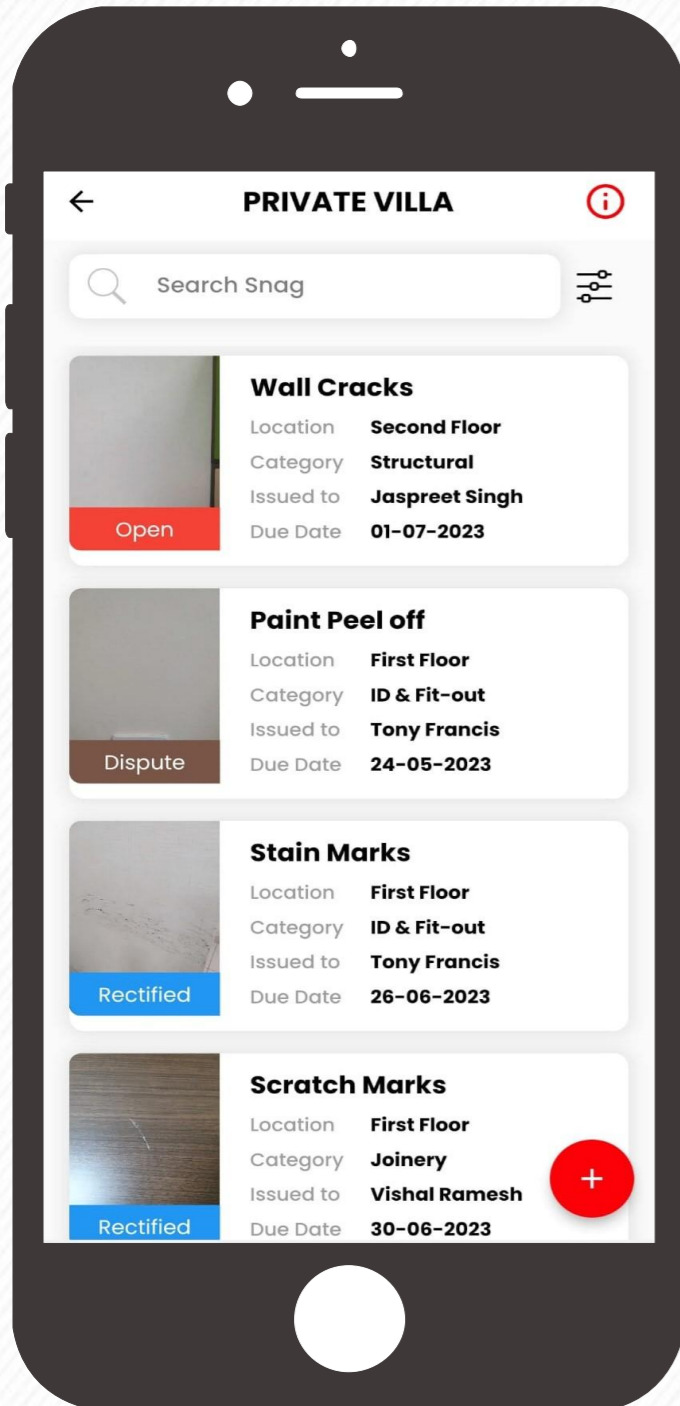 PRIVATE VILLA
Search Snag
Wall Cracks
Location Second Floor
Category Structural
Issued to Jaspreet Singh
Due Date 01-07-2023
Open
Paint Peel off
Location First Floor
Category ID & Fit-out
Issued to Tony Francis
Due Date 24-05-2023
Dispute
Stain Marks
Location First Floor
Category ID & Fit-out
Issued to Tony Francis
Due Date 26-06-2023
Rectified
Scratch Marks
Location First Floor
Category Joinery
Issued to Vishal Ramesh
Due Date 30-06-2023
Rectified